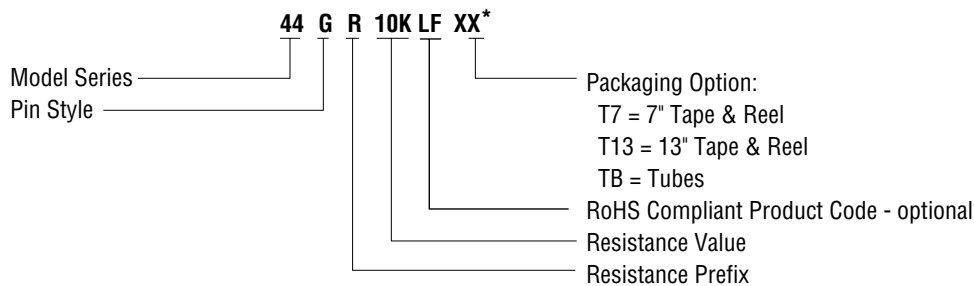 44 G R 10K LF XX*
Model Series
Pin Style
Packaging Option:
T7 = 7" Tape & Reel
T13 = 13" Tape & Reel
TB = Tubes
RoHS Compliant Product Code - optional
Resistance Value
Resistance Prefix